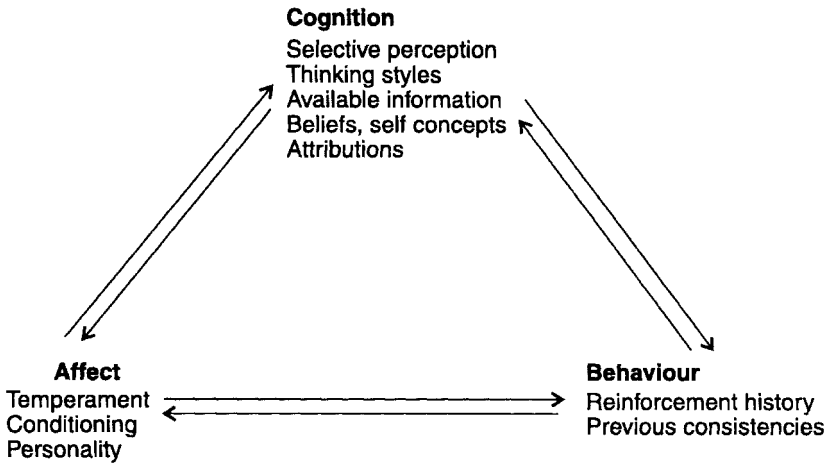 Cognition
Selective perception
Thinking styles
Available information
Beliefs, self concepts
Attributions
Affect
Temperament
Conditioning
Personality
Behaviour
Reinforcement history
Previous consistencies